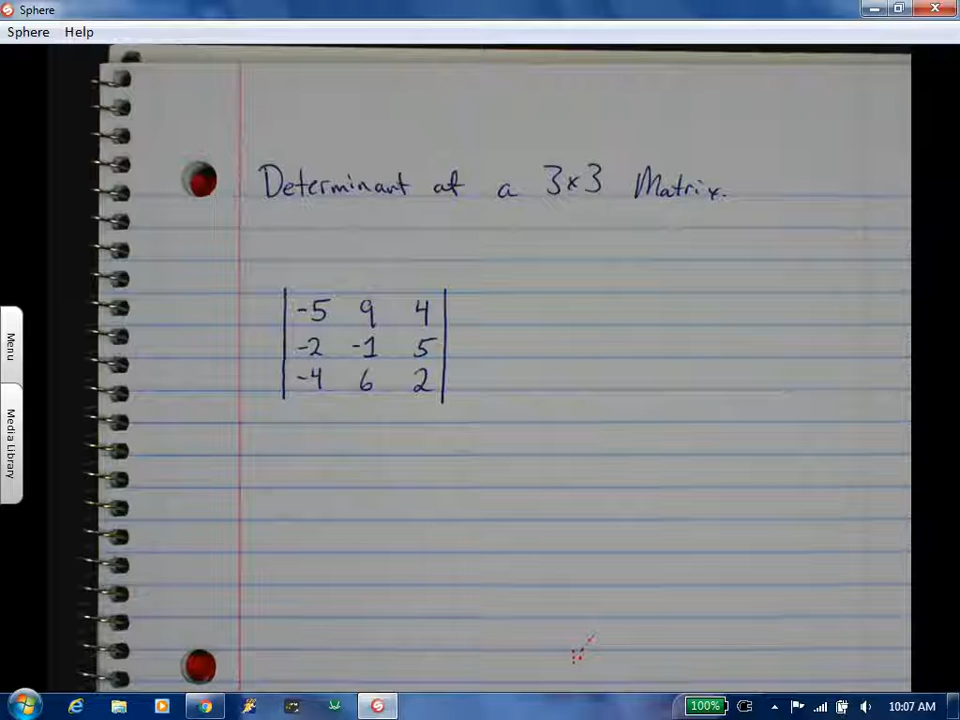 Sphere
Sphere Help
Determinant at a 3x3 Matrix.
-5 9 4
-2 -1 5
-4 6 2
Menu
Media Library
100%
10:07 AM